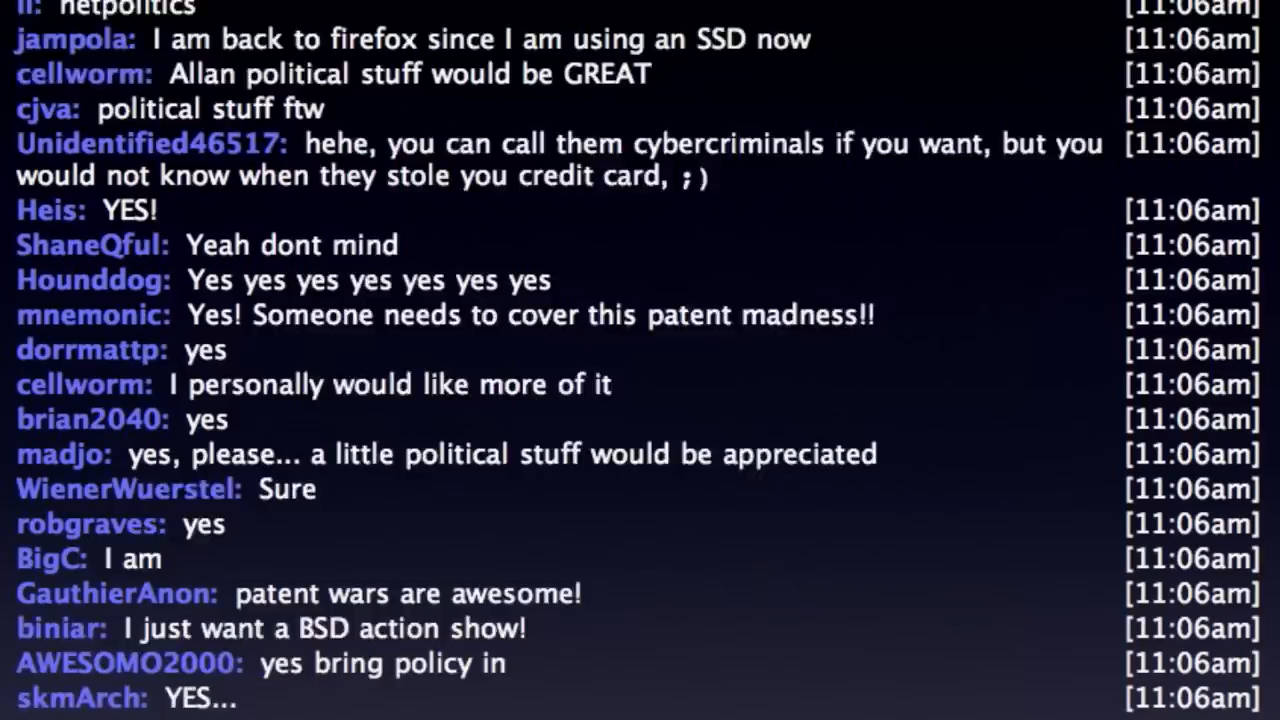 li: netpolitics [11:06am]
jampola: I am back to firefox since I am using an SSD now [11:06am]
cellworm: Allan political stuff would be GREAT [11:06am]
cjva: political stuff ftw [11:06am]
Unidentified46517: hehe, you can call them cybercriminals if you want, but you [11:06am]
would not know when they stole you credit card, ;)
Heis: YES! [11:06am]
ShaneQful: Yeah dont mind [11:06am]
Hounddog: Yes yes yes yes yes yes yes [11:06am]
mnemonic: Yes! Someone needs to cover this patent madness!! [11:06am]
dorrmattp: yes [11:06am]
cellworm: I personally would like more of it [11:06am]
brian2040: yes [11:06am]
madjo: yes, please... a little political stuff would be appreciated [11:06am]
WienerWuerstel: Sure [11:06am]
robgraves: yes [11:06am]
BigC: I am [11:06am]
GauthierAnon: patent wars are awesome! [11:06am]
biniar: I just want a BSD action show! [11:06am]
AWESOMO2000: yes bring policy in [11:06am]
skmArch: YES... [11:06am]